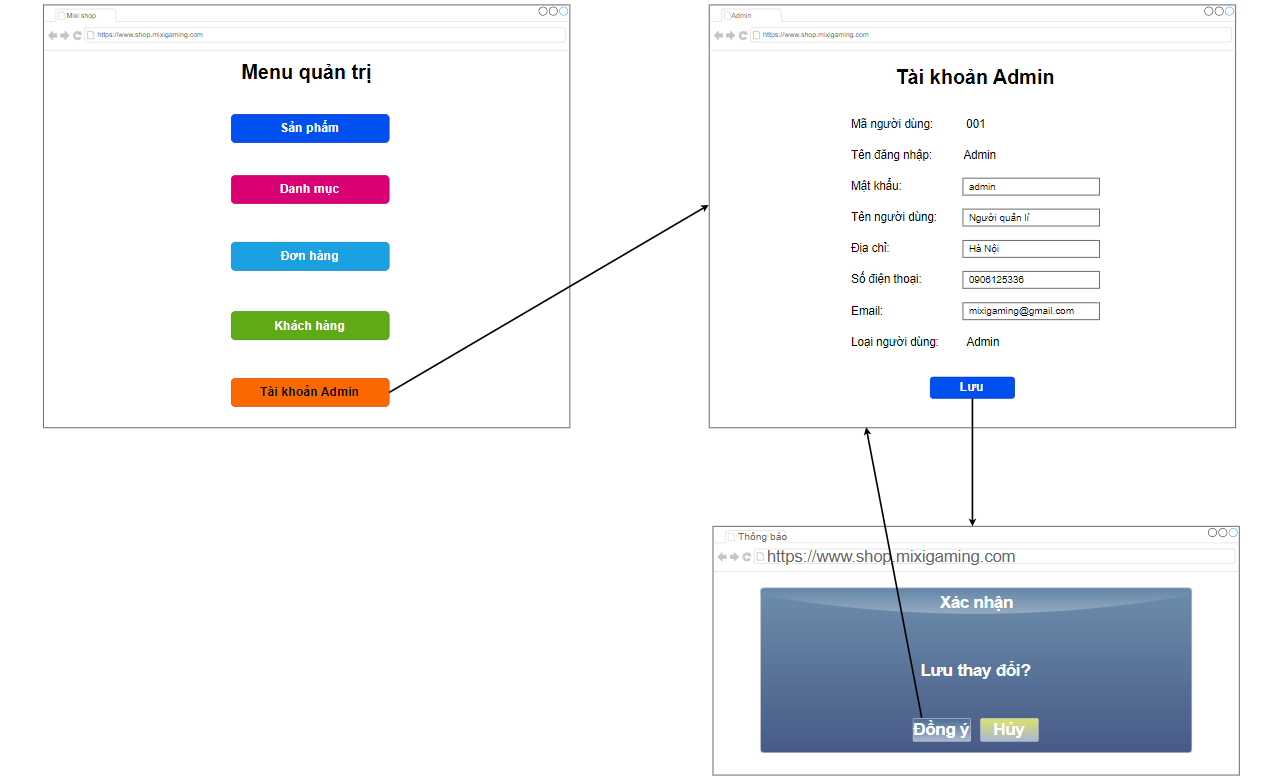 Mixi shop
https://www.shop.mixigaming.com
Menu quản trị
Sản phẩm
Danh mục
Đơn hàng
Khách hàng
Tài khoản Admin
Admin
https://www.shop.mixigaming.com
Tài khoản Admin
Mã người dùng: 001
Tên đăng nhập: Admin
Mật khẩu: admin
Tên người dùng: Người quản lí
Địa chỉ: Hà Nội
Số điện thoại: 0906125336
Email: mixigaming@gmail.com
Loại người dùng: Admin
Lưu
Thông báo
https://www.shop.mixigaming.com
Xác nhận
Lưu thay đổi?
Đồng ý Hủy